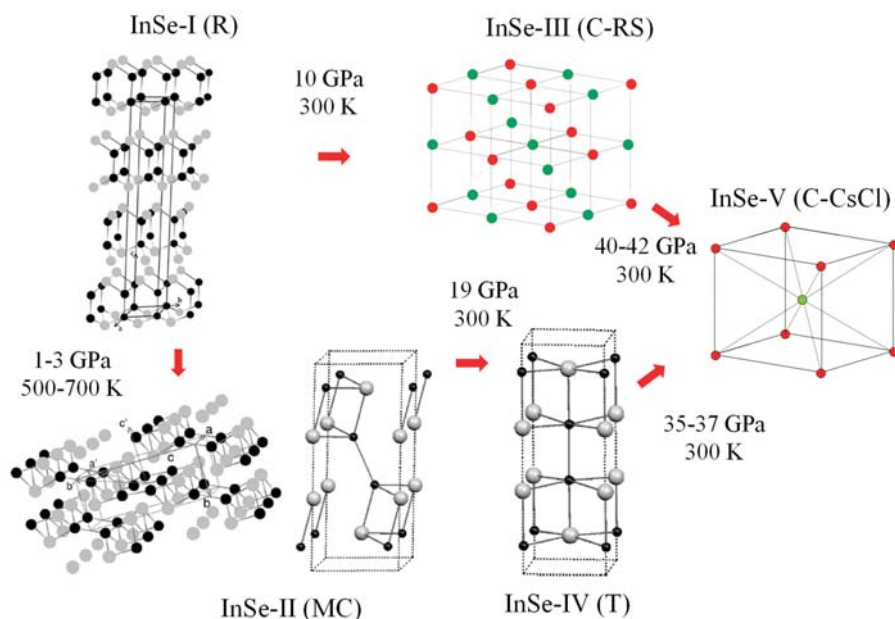 InSe-I (R)
InSe-III (C-RS)
10 GPa
300 K
InSe-V (C-CsCl)
40-42 GPa
300 K
19 GPa
300 K
1-3 GPa
500-700 K
c'
a
a'
c
b'
b
35-37 GPa
300 K
InSe-II (MC)
InSe-IV (T)